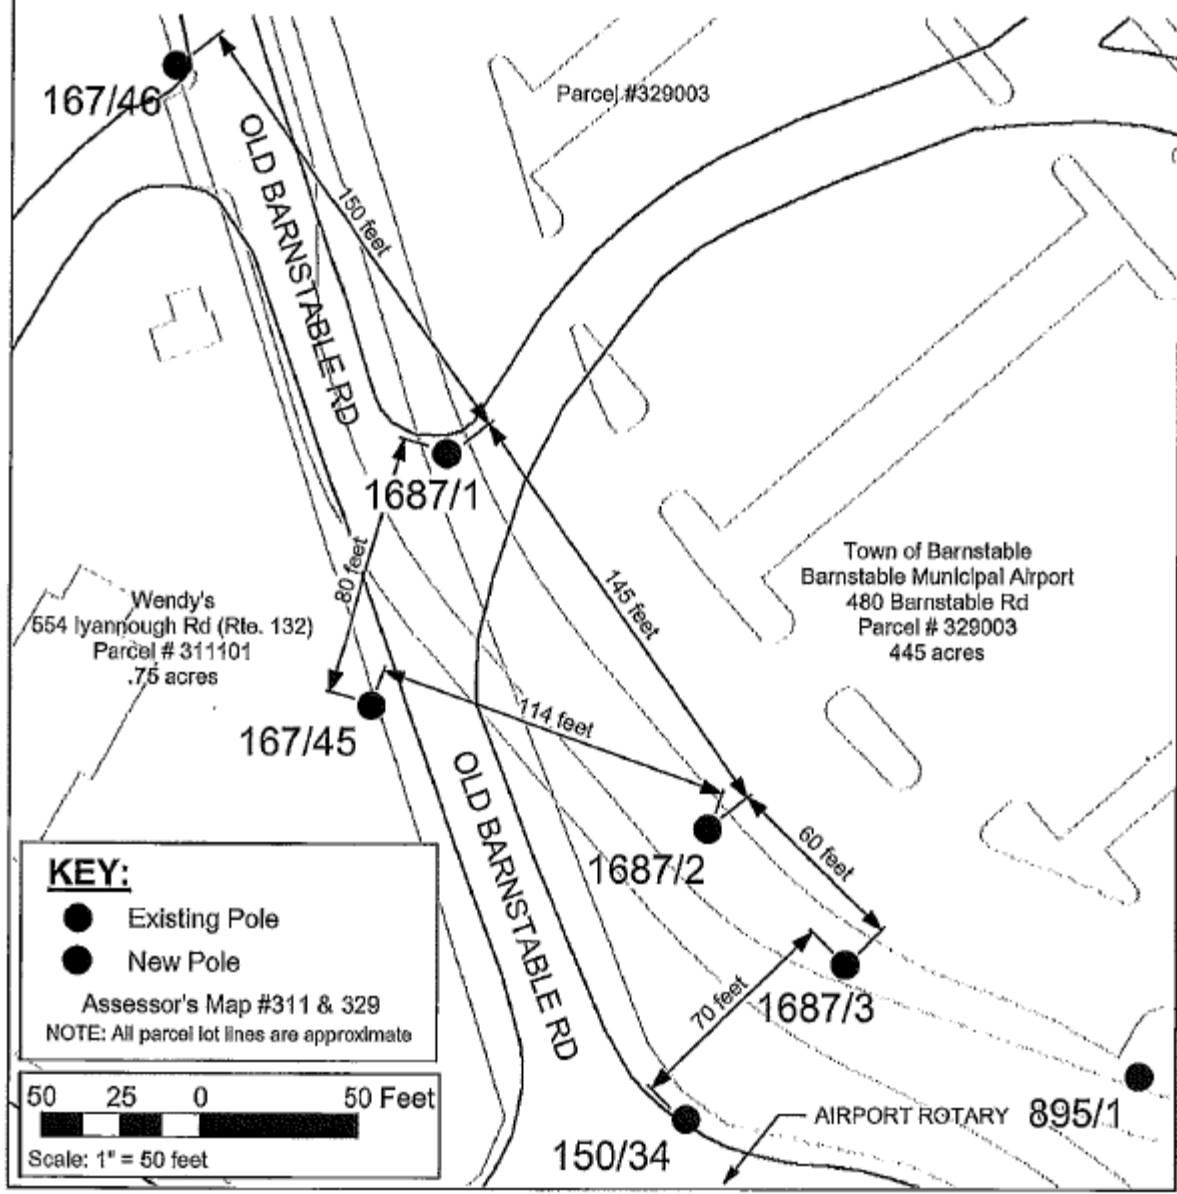 167/46
Parcel #329003
OLD BARNSTABLE RD
150 feet
1687/1
80 feet
145 feet
Town of Barnstable
Barnstable Municipal Airport
480 Barnstable Rd
Parcel # 329003
445 acres
Wendy's
554 Iyannough Rd (Rte. 132)
Parcel # 311101
.75 acres
114 feet
167/45
OLD BARNSTABLE RD
1687/2
60 feet
KEY:
Existing Pole
New Pole
Assessor's Map #311 & 329
NOTE: All parcel lot lines are approximate
70 feet
1687/3
50 25 0 50 Feet
Scale: 1" = 50 feet
AIRPORT ROTARY
895/1
150/34